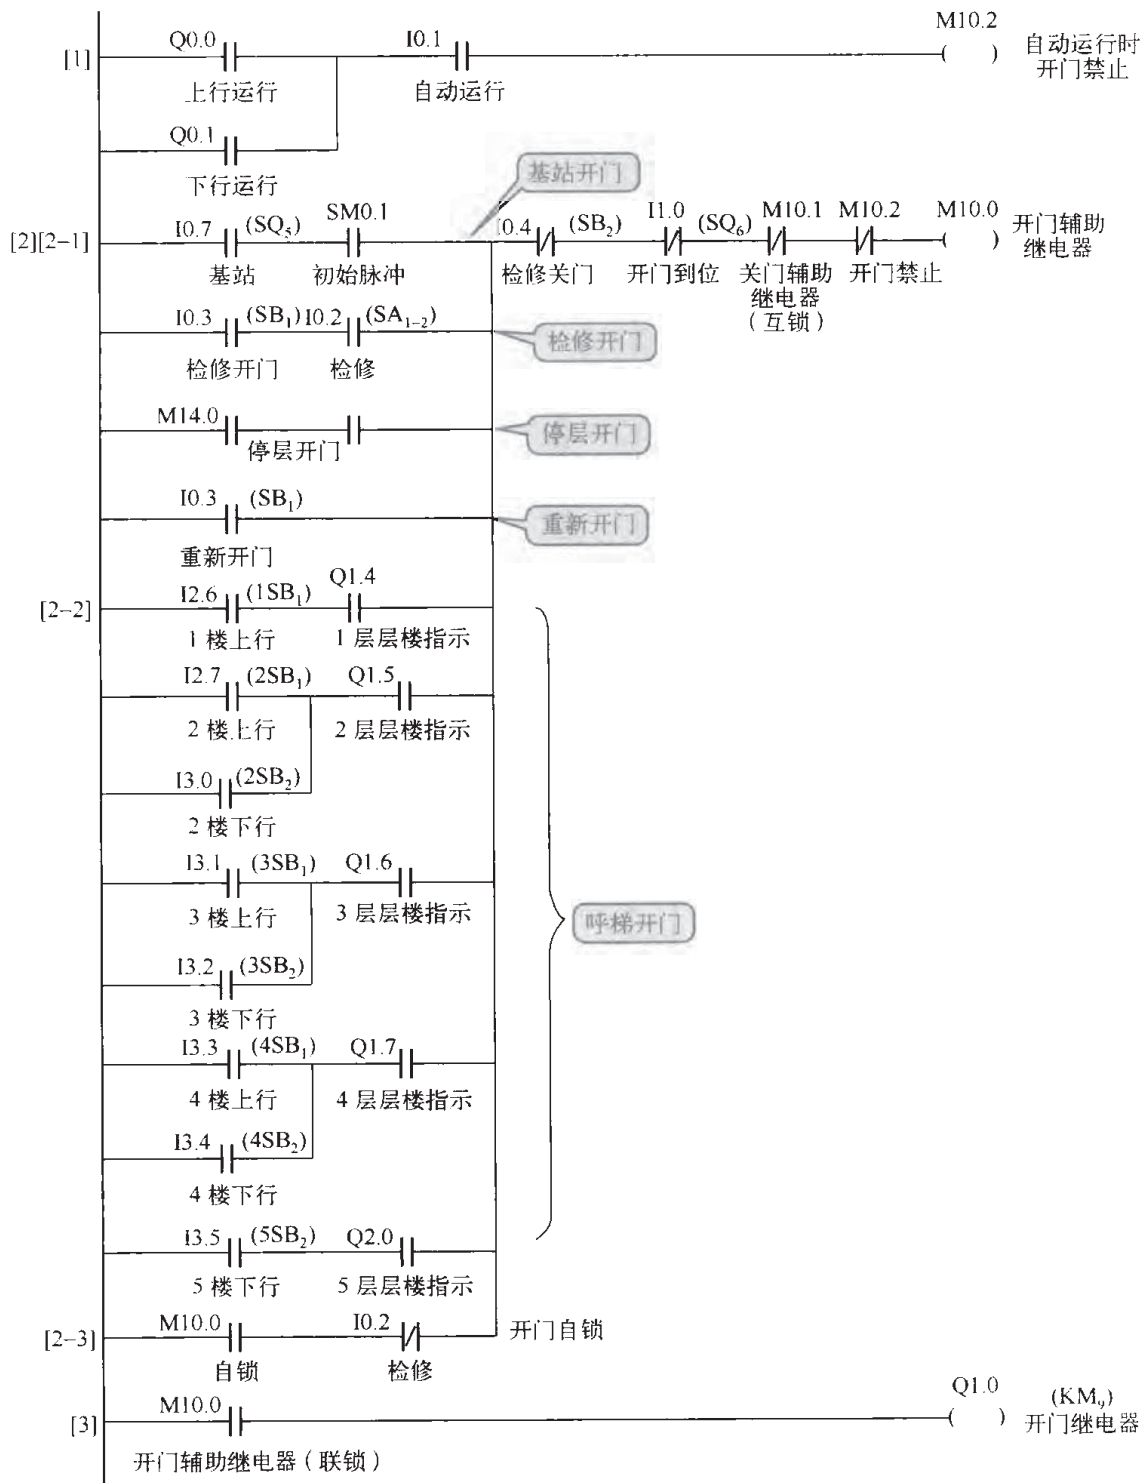 M10.2
Q0.0 I0.1
[1]
自动运行时
开门禁止
上行运行 自动运行
Q0.1
下行运行
基站开门
I0.7 (SQ5) SM0.1 I0.4 (SB2) I1.0 (SQ6) M10.1 M10.2 M10.0
[2][2-1]
开门辅助
继电器
基站 初始脉冲 检修关门 开门到位 关门辅助 开门禁止
继电器
(互锁)
I0.3 (SB1) I0.2 (SA1-2)
检修开门 检修
检修开门
M14.0
停层开门
停层开门
I0.3 (SB1)
重新开门
重新开门
[2-2]
I2.6 (1SB1) Q1.4
1 楼上行 1 层层楼指示
I2.7 (2SB1) Q1.5
2 楼上行 2 层层楼指示
I3.0 (2SB2)
2 楼下行
I3.1 (3SB1) Q1.6
3 楼上行 3 层层楼指示
呼梯开门
I3.2 (3SB2)
3 楼下行
I3.3 (4SB1) Q1.7
4 楼上行 4 层层楼指示
I3.4 (4SB2)
4 楼下行
I3.5 (5SB2) Q2.0
5 楼下行 5 层层楼指示
[2-3]
M10.0 I0.2
开门自锁
自锁 检修
[3]
M10.0 Q1.0
(KM9)
开门继电器
开门辅助继电器(联锁)